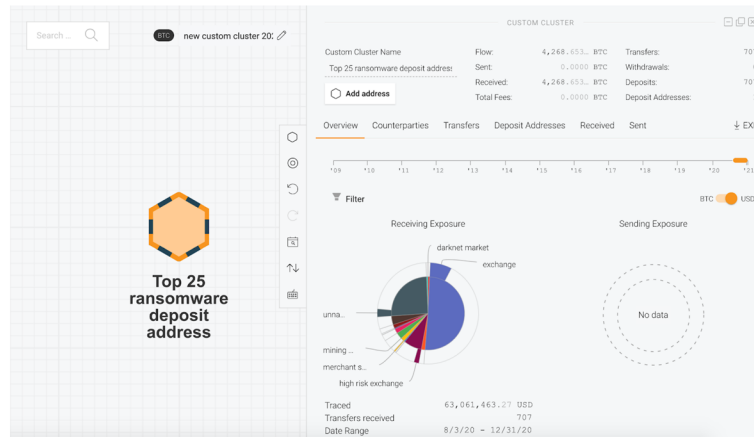 CUSTOM CLUSTER
Search ...
BTC new custom cluster 202
Custom Cluster Name
Top 25 ransomware deposit address
Add address
Flow: 4,268.653… BTC
Sent: 0.0000 BTC
Received: 4,268.653… BTC
Total Fees: 0.0000 BTC
Transfers: 707
Withdrawals:
Deposits: 707
Deposit Addresses:
Overview Counterparties Transfers Deposit Addresses Received Sent EX
'09 '10 '11 '12 '13 '14 '15 '16 '17 '18 '19 '20 '21
Filter
BTC USD
Receiving Exposure
Sending Exposure
darknet market
exchange
unna…
mining …
merchant s…
high risk exchange
No data
Top 25
ransomware
deposit
address
Traced 63,061,463.27 USD
Transfers received 707
Date Range 8/3/20 - 12/31/20